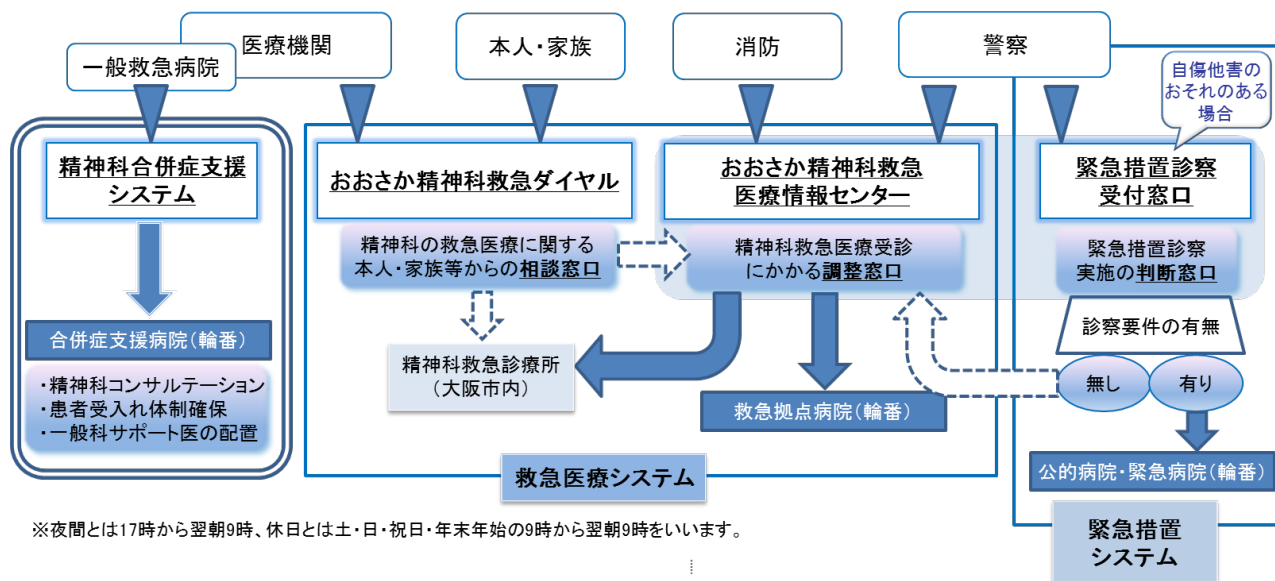 医療機関
一般救急病院
本人・家族
消防
警察
自傷他害の
おそれのある
場合
精神科合併症支援
システム
おおさか精神科救急ダイヤル
おおさか精神科救急
医療情報センター
緊急措置診察
受付窓口
精神科の救急医療に関する
本人・家族等からの相談窓口
精神科救急医療受診
にかかる調整窓口
緊急措置診察
実施の判断窓口
合併症支援病院(輪番)
・精神科コンサルテーション
・患者受入れ体制確保
・一般科サポート医の配置
精神科救急診療所
(大阪市内)
救急拠点病院(輪番)
診察要件の有無
無し
有り
公的病院・緊急病院(輪番)
救急医療システム
緊急措置
システム
※夜間とは17時から翌朝9時、休日とは土・日・祝日・年末年始の9時から翌朝9時をいいます。